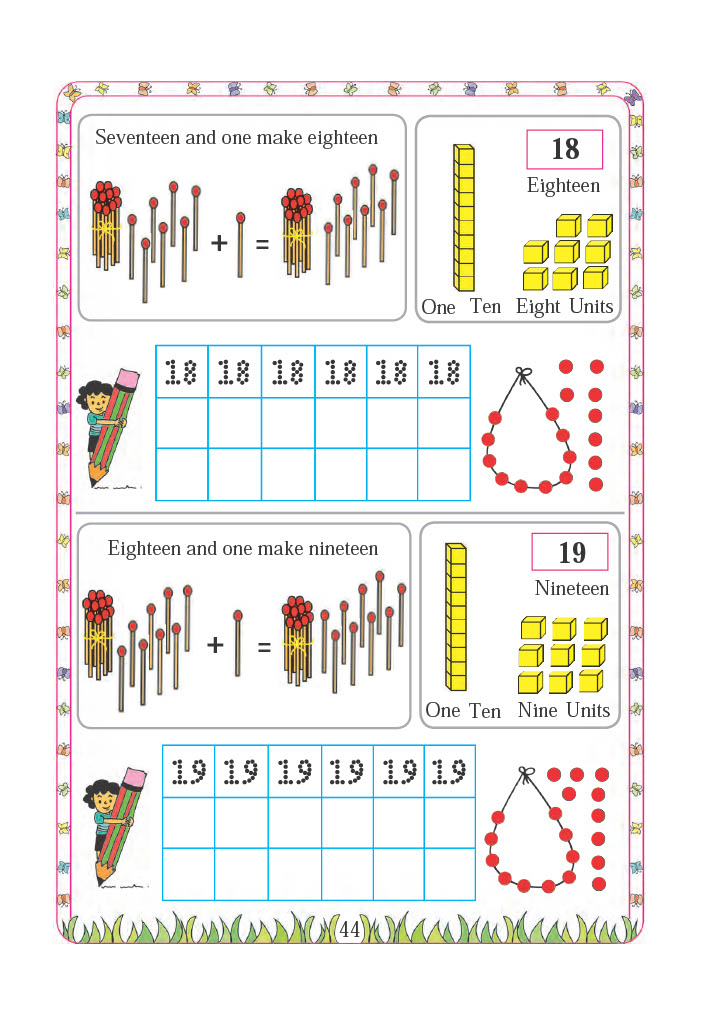 Seventeen and one make eighteen
+ =
18
Eighteen
One Ten Eight Units
18 18 18 18 18 18
Eighteen and one make nineteen
+ =
19
Nineteen
One Ten Nine Units
19 19 19 19 19 19
44